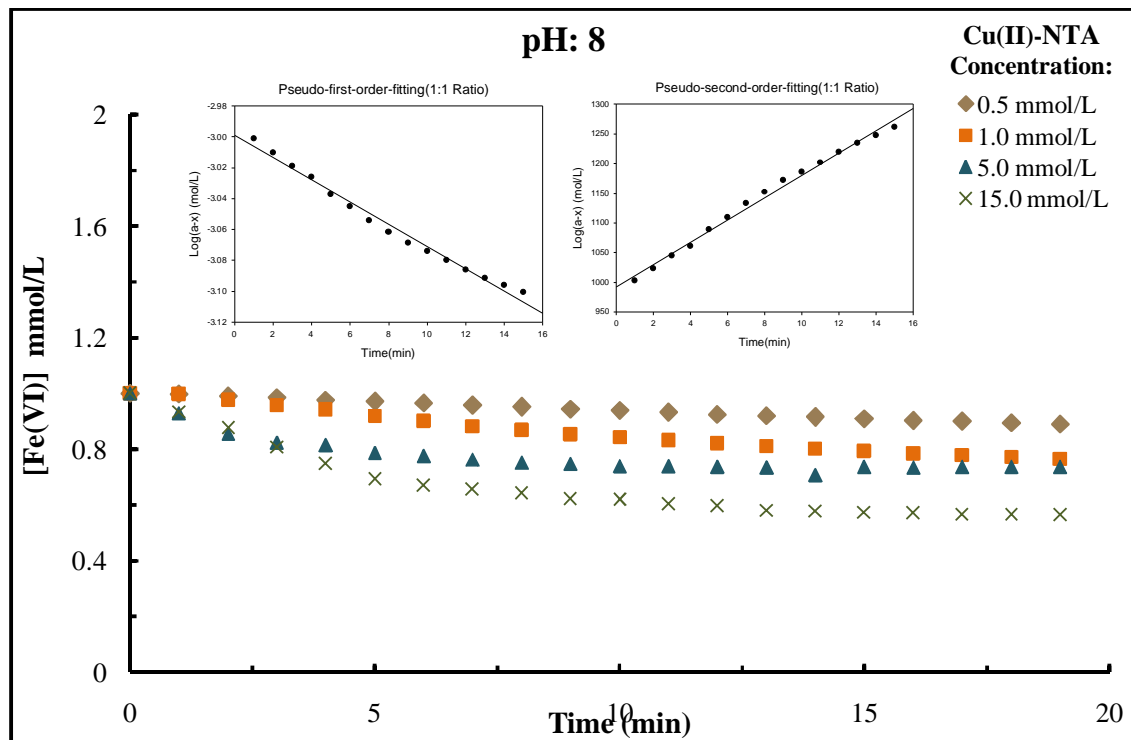 pH: 8
Cu(II)-NTA
Concentration:
0.5 mmol/L
1.0 mmol/L
5.0 mmol/L
15.0 mmol/L
Pseudo-first-order-fitting(1:1 Ratio)
Log(a-x) (mol/L)
-2.98
-3.00
-3.02
-3.04
-3.06
-3.08
-3.10
-3.12
0 2 4 6 8 10 12 14 16
Time(min)
Pseudo-second-order-fitting(1:1 Ratio)
Log(a-x) (mol/L)
1300
1250
1200
1150
1100
1050
1000
950
0 2 4 6 8 10 12 14 16
Time(min)
[Fe(VI)] mmol/L
2
1.6
1.2
0.8
0.4
0
0 5 10 15 20
Time (min)